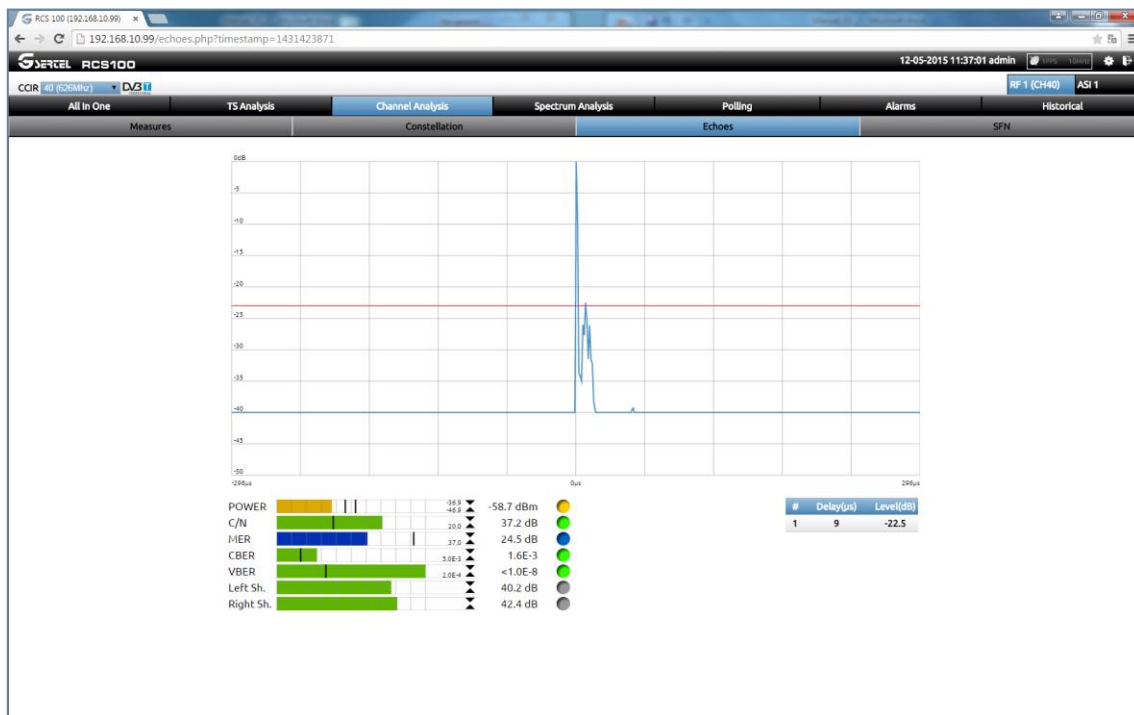 RCS 100 (192.168.10.99)
192.168.10.99/echoes.php?timestamp=1431423871
SERTEL RCS100
12-05-2015 11:37:01 admin
1PPS 10MHz
CCIR 40 (626Mhz) DVB T
RF 1 (CH40) ASI 1
All In One TS Analysis Channel Analysis Spectrum Analysis Polling Alarms Historical
Measures Constellation Echoes SFN
0dB
-5
-10
-15
-20
-25
-30
-35
-40
-45
-50
-296µs 0µs 296µs
POWER -36.9 -46.9 -58.7 dBm
C/N 20.0 37.2 dB
MER 37.0 24.5 dB
CBER 5.0E-3 1.6E-3
VBER 2.0E-4 <1.0E-8
Left Sh. 40.2 dB
Right Sh. 42.4 dB
# Delay(µs) Level(dB)
1 9 -22.5